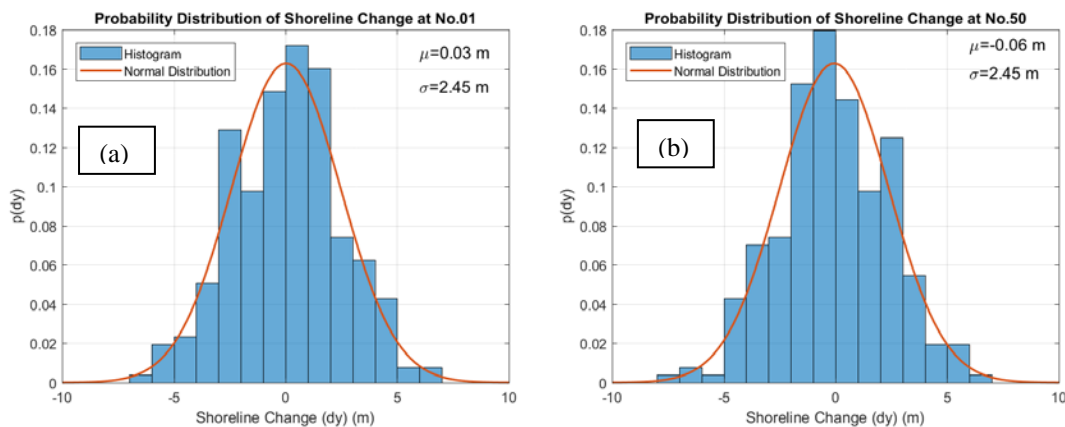 Probability Distribution of Shoreline Change at No.01
0.18
0.16
0.14
0.12
0.1
0.08
0.06
0.04
0.02
0
p(dy)
Histogram
Normal Distribution
μ=0.03 m
σ=2.45 m
(a)
-10 -5 0 5 10
Shoreline Change (dy) (m)
Probability Distribution of Shoreline Change at No.50
0.18
0.16
0.14
0.12
0.1
0.08
0.06
0.04
0.02
0
p(dy)
Histogram
Normal Distribution
μ=-0.06 m
σ=2.45 m
(b)
-10 -5 0 5 10
Shoreline Change (dy) (m)